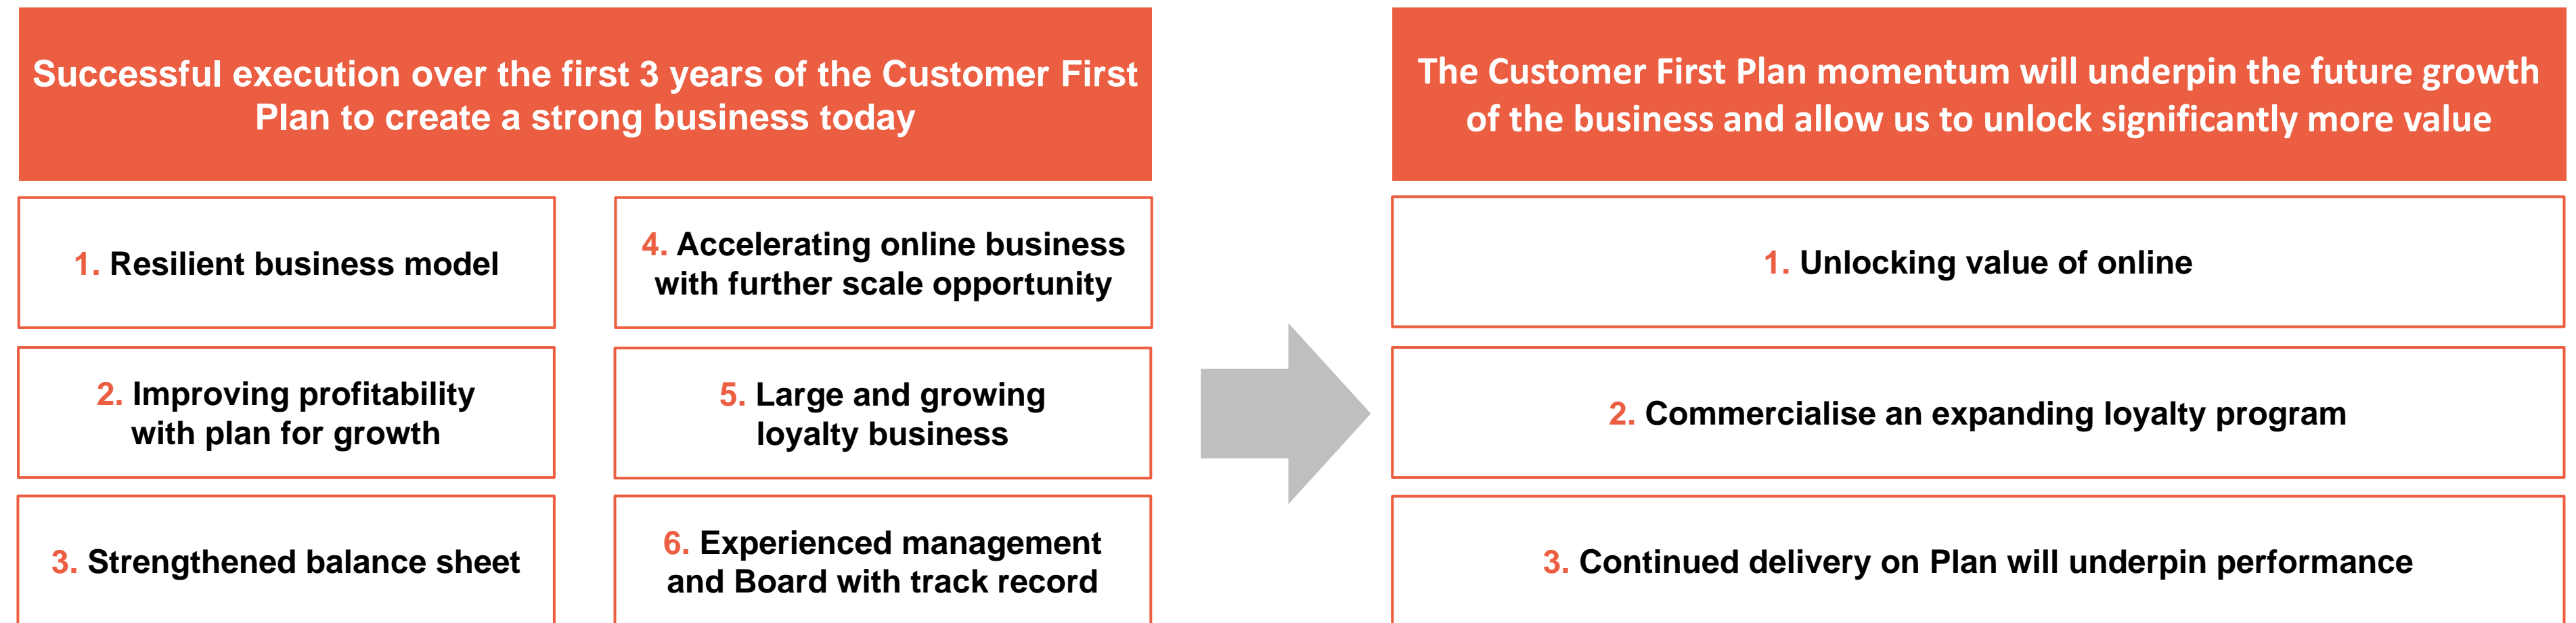 Successful execution over the first 3 years of the Customer First
Plan to create a strong business today
1. Resilient business model
2. Improving profitability
with plan for growth
3. Strengthened balance sheet
4. Accelerating online business
with further scale opportunity
5. Large and growing
loyalty business
6. Experienced management
and Board with track record
The Customer First Plan momentum will underpin the future growth
of the business and allow us to unlock significantly more value
1. Unlocking value of online
2. Commercialise an expanding loyalty program
3. Continued delivery on Plan will underpin performance